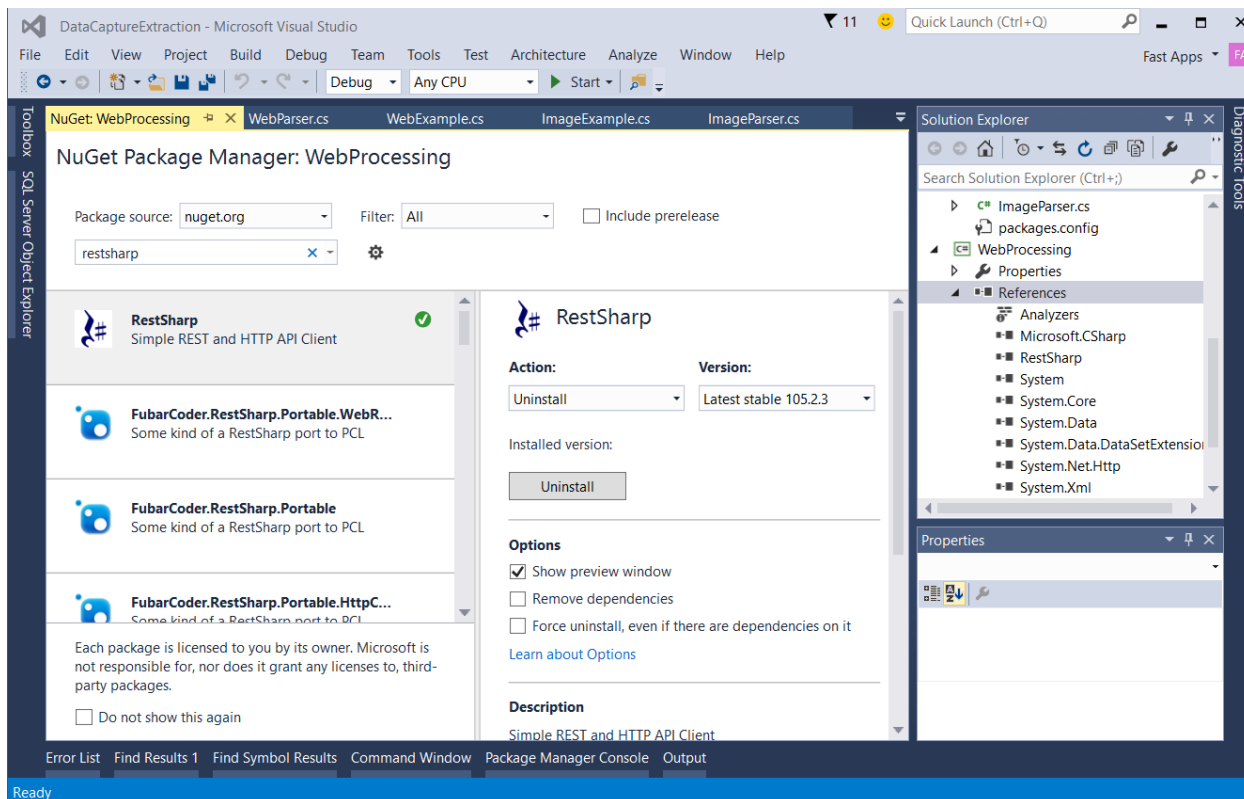 DataCaptureExtraction - Microsoft Visual Studio
11
Quick Launch (Ctrl+Q)
File Edit View Project Build Debug Team Tools Test Architecture Analyze Window Help
Fast Apps
FA
Debug
Any CPU
Start
Toolbox
SQL Server Object Explorer
NuGet: WebProcessing
WebParser.cs
WebExample.cs
ImageExample.cs
ImageParser.cs
NuGet Package Manager: WebProcessing
Package source: nuget.org
Filter: All
Include prerelease
restsharp
RestSharp
Simple REST and HTTP API Client
FubarCoder.RestSharp.Portable.WebR...
Some kind of a RestSharp port to PCL
FubarCoder.RestSharp.Portable
Some kind of a RestSharp port to PCL
FubarCoder.RestSharp.Portable.HttpC...
Some kind of a RestSharp port to PCL
Each package is licensed to you by its owner. Microsoft is
not responsible for, nor does it grant any licenses to, third-
party packages.
Do not show this again
RestSharp
Action:
Version:
Uninstall
Latest stable 105.2.3
Installed version:
Uninstall
Options
Show preview window
Remove dependencies
Force uninstall, even if there are dependencies on it
Learn about Options
Description
Simple REST and HTTP API Client
Solution Explorer
Search Solution Explorer (Ctrl+;)
C# ImageParser.cs
packages.config
C# WebProcessing
Properties
References
Analyzers
Microsoft.CSharp
RestSharp
System
System.Core
System.Data
System.Data.DataSetExtension
System.Net.Http
System.Xml
Properties
Diagnostic Tools
Error List Find Results 1 Find Symbol Results Command Window Package Manager Console Output
Ready